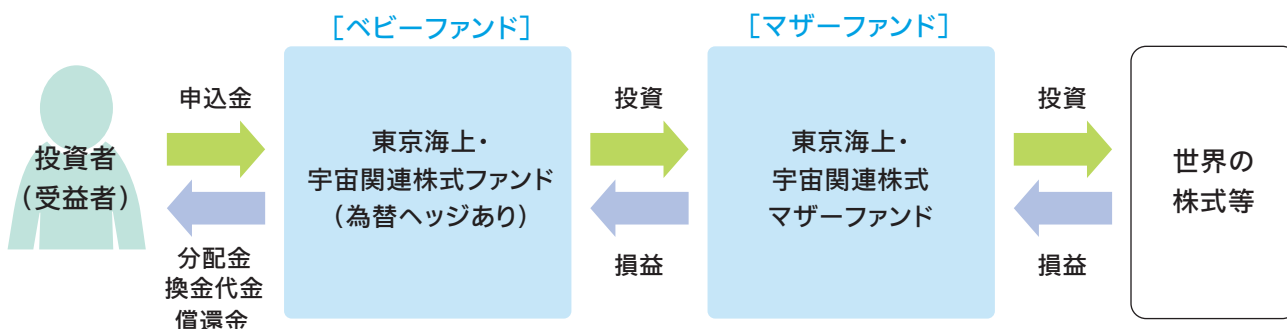 ［ベビーファンド］
［マザーファンド］
投資者
（受益者）
申込金
分配金
換金代金
償還金
東京海上・
宇宙関連株式ファンド
（為替ヘッジあり）
投資
損益
東京海上・
宇宙関連株式
マザーファンド
投資
損益
世界の
株式等